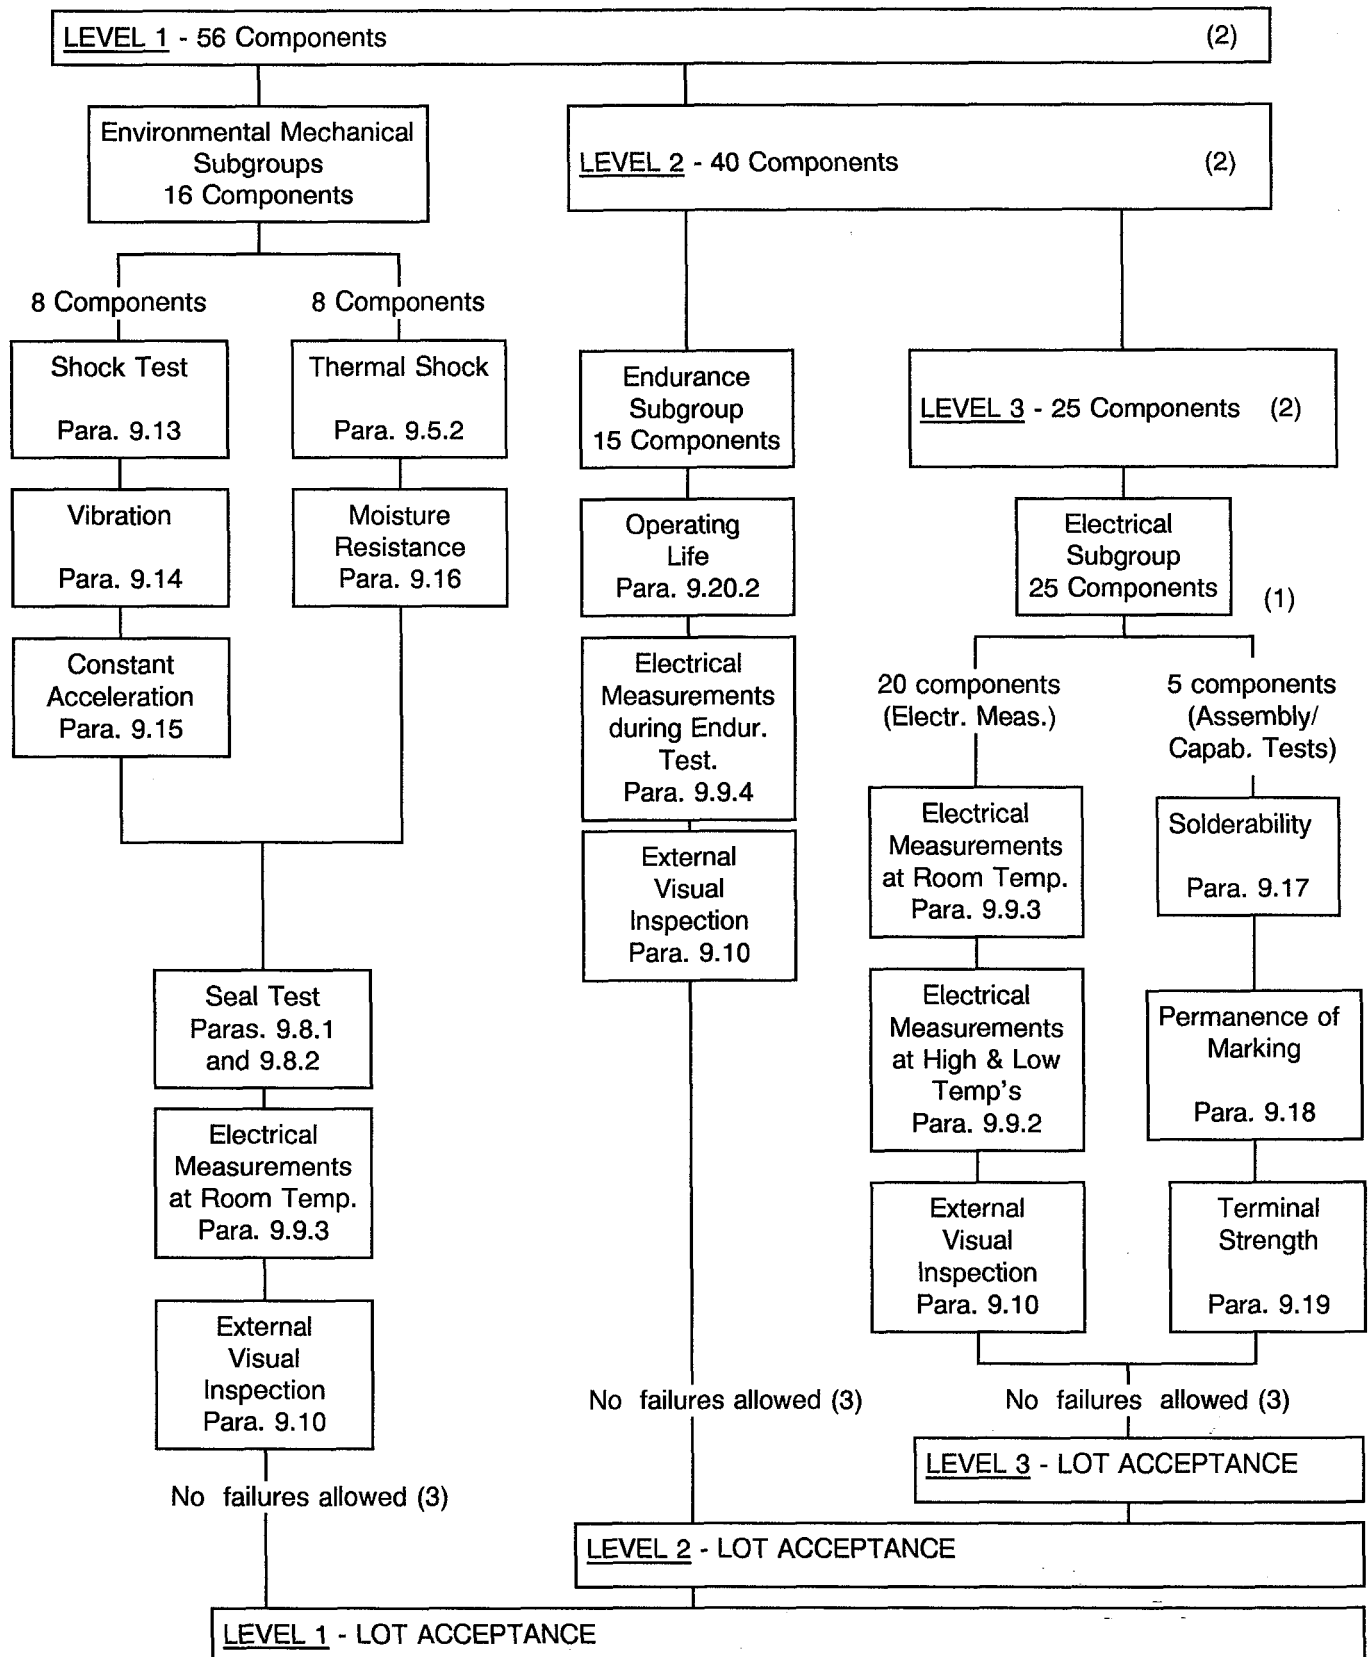 LEVEL 1 - 56 Components (2)
Environmental Mechanical
Subgroups
16 Components
LEVEL 2 - 40 Components (2)
8 Components
8 Components
Shock Test
Para. 9.13
Thermal Shock
Para. 9.5.2
Vibration
Para. 9.14
Moisture
Resistance
Para. 9.16
Constant
Acceleration
Para. 9.15
Seal Test
Paras. 9.8.1
and 9.8.2
Electrical
Measurements
at Room Temp.
Para. 9.9.3
External
Visual
Inspection
Para. 9.10
No failures allowed (3)
Endurance
Subgroup
15 Components
Operating
Life
Para. 9.20.2
Electrical
Measurements
during Endur.
Test.
Para. 9.9.4
External
Visual
Inspection
Para. 9.10
No failures allowed (3)
LEVEL 3 - 25 Components (2)
Electrical
Subgroup
25 Components
(1)
20 components
(Electr. Meas.)
5 components
(Assembly/
Capab. Tests)
Electrical
Measurements
at Room Temp.
Para. 9.9.3
Electrical
Measurements
at High & Low
Temp's
Para. 9.9.2
External
Visual
Inspection
Para. 9.10
Solderability
Para. 9.17
Permanence of
Marking
Para. 9.18
Terminal
Strength
Para. 9.19
No failures allowed (3)
LEVEL 3 - LOT ACCEPTANCE
LEVEL 2 - LOT ACCEPTANCE
LEVEL 1 - LOT ACCEPTANCE